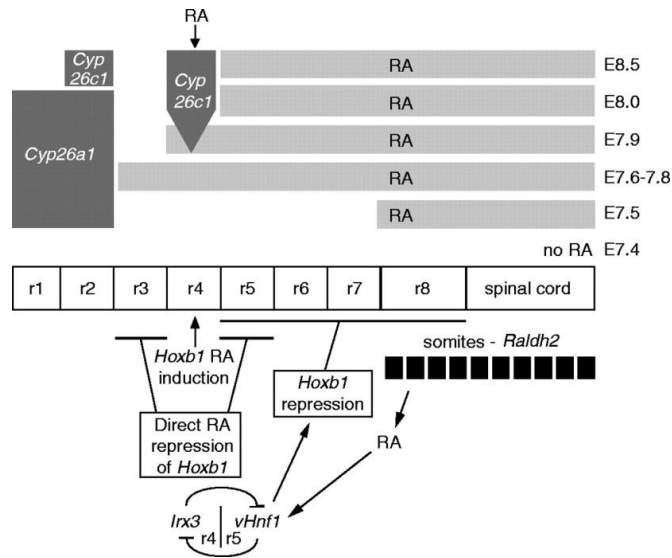 RA
Cyp
26c1
Cyp
26c1
RA
E8.5
RA
E8.0
Cyp26a1
RA
E7.9
RA
E7.6-7.8
RA
E7.5
no RA E7.4
r1 r2 r3 r4 r5 r6 r7 r8 spinal cord
somites - Raldh2
Hoxb1 RA
induction
Hoxb1
repression
Direct RA
repression
of Hoxb1
RA
Irx3 vHnf1
r4 r5